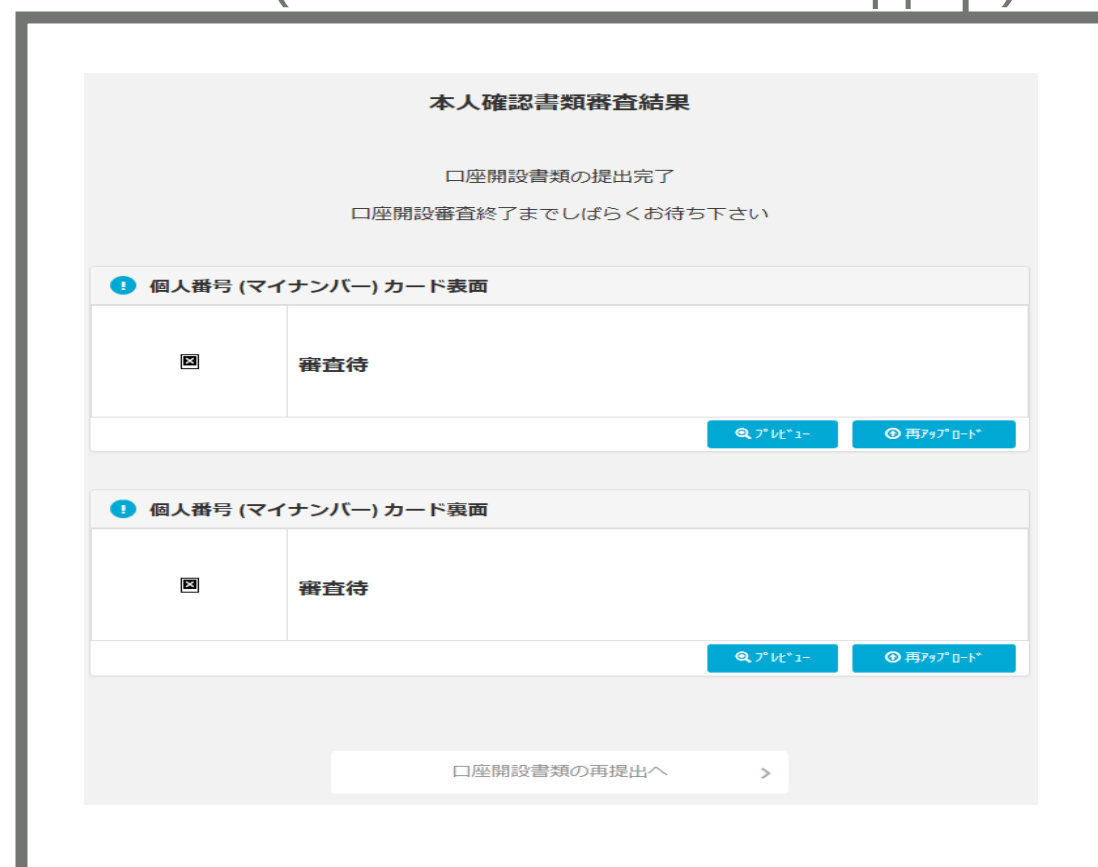 本人確認書類審査結果
口座開設書類の提出完了
口座開設審査終了までしばらくお待ち下さい
個人番号 (マイナンバー) カード表面
審査待
ﾌﾟﾚﾋﾞｭｰ
再ｱｯﾌﾟﾛｰﾄﾞ
個人番号 (マイナンバー) カード裏面
審査待
ﾌﾟﾚﾋﾞｭｰ
再ｱｯﾌﾟﾛｰﾄﾞ
口座開設書類の再提出へ >